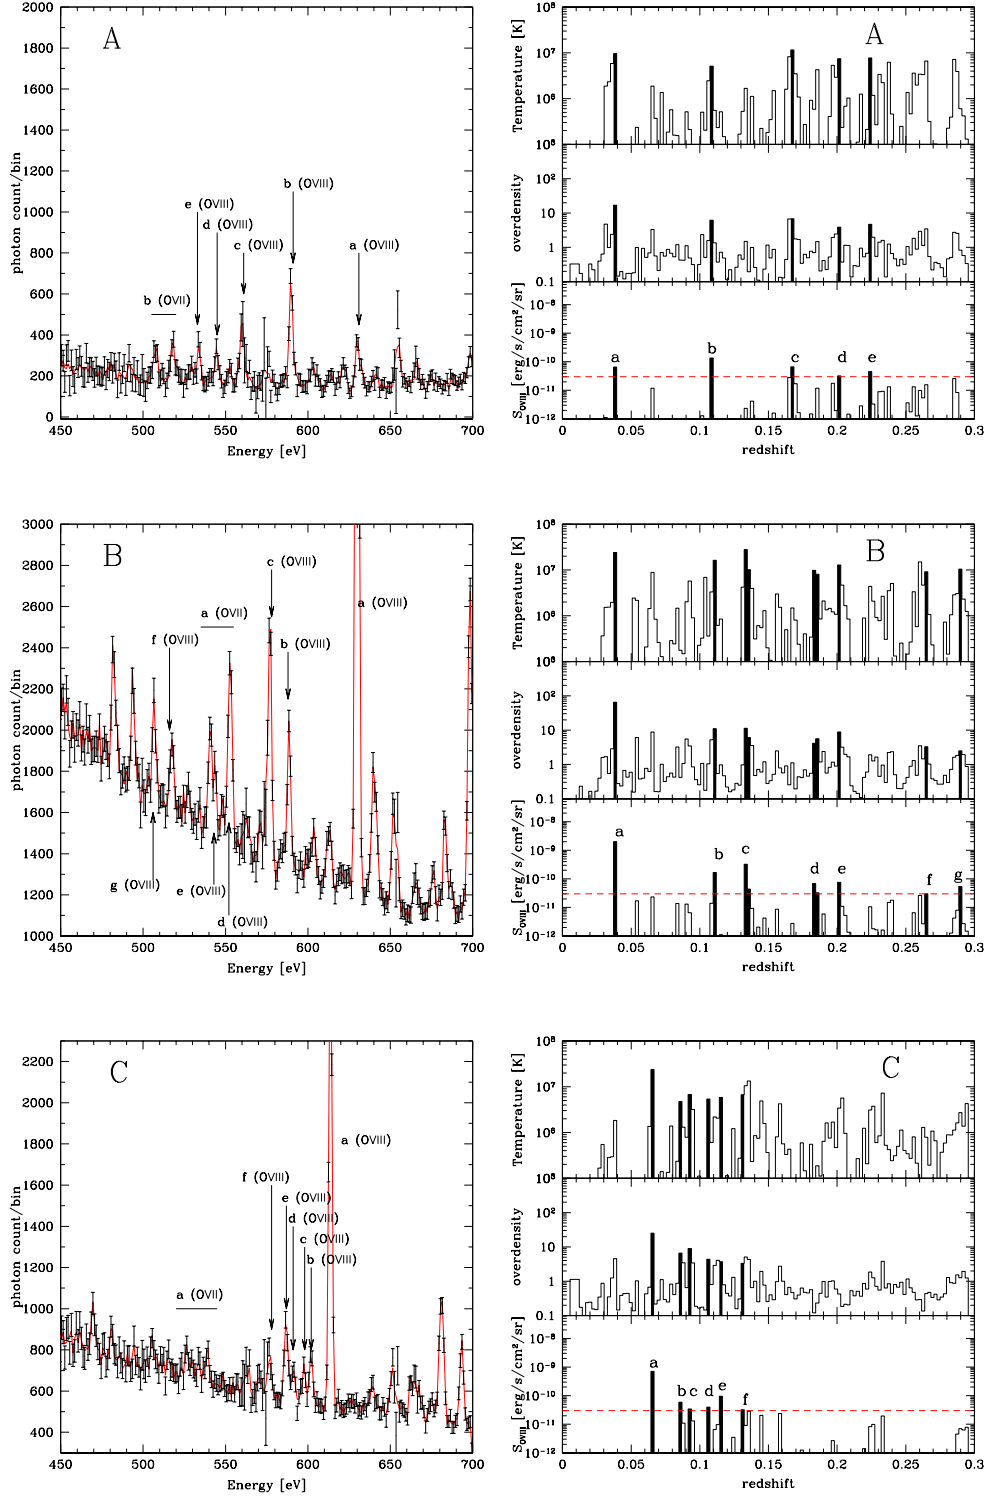 A
photon count/bin
2000
1800
1600
1400
1200
1000
800
600
400
200
0
b (OVIII)
e (OVIII)
d (OVIII)
c (OVIII)
a (OVIII)
b (OVII)
450 500 550 600 650 700
Energy [eV]
A
Temperature [K]
10⁸
10⁷
10⁶
10⁵
overdensity
10²
10
1
0.1
S_OVIII [erg/s/cm²/sr]
10⁻⁸
10⁻⁹
10⁻¹⁰
10⁻¹¹
10⁻¹²
a b c d e
0 0.05 0.1 0.15 0.2 0.25 0.3
redshift
B
photon count/bin
3000
2800
2600
2400
2200
2000
1800
1600
1400
1200
1000
c (OVIII)
a (OVII)
a (OVIII)
f (OVIII)
b (OVIII)
g (OVIII)
e (OVIII)
d (OVIII)
450 500 550 600 650 700
Energy [eV]
B
Temperature [K]
10⁸
10⁷
10⁶
10⁵
overdensity
10²
10
1
0.1
S_OVIII [erg/s/cm²/sr]
10⁻⁸
10⁻⁹
10⁻¹⁰
10⁻¹¹
10⁻¹²
a b c d e f g
0 0.05 0.1 0.15 0.2 0.25 0.3
redshift
C
photon count/bin
2200
2000
1800
1600
1400
1200
1000
800
600
400
a (OVIII)
f (OVIII)
e (OVIII)
d (OVIII)
c (OVIII)
b (OVIII)
a (OVII)
450 500 550 600 650 700
Energy [eV]
C
Temperature [K]
10⁸
10⁷
10⁶
10⁵
overdensity
10²
10
1
0.1
S_OVIII [erg/s/cm²/sr]
10⁻⁸
10⁻⁹
10⁻¹⁰
10⁻¹¹
10⁻¹²
a b c d e f
0 0.05 0.1 0.15 0.2 0.25 0.3
redshift